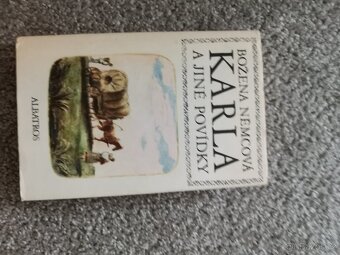 BOŽENA NĚMCOVÁ
KARLA
A JINÉ POVÍDKY
ALBATROS